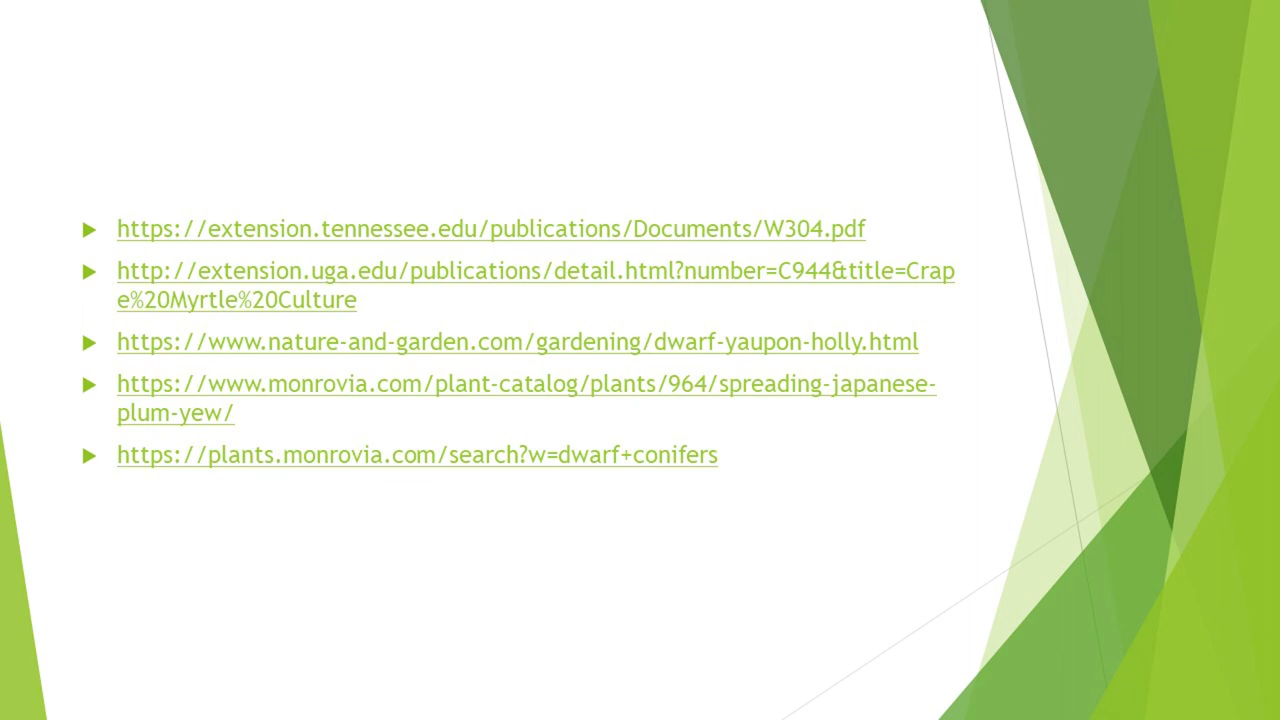 https://extension.tennessee.edu/publications/Documents/W304.pdf
http://extension.uga.edu/publications/detail.html?number=C944&title=Crap
e%20Myrtle%20Culture
https://www.nature-and-garden.com/gardening/dwarf-yaupon-holly.html
https://www.monrovia.com/plant-catalog/plants/964/spreading-japanese-
plum-yew/
https://plants.monrovia.com/search?w=dwarf+conifers